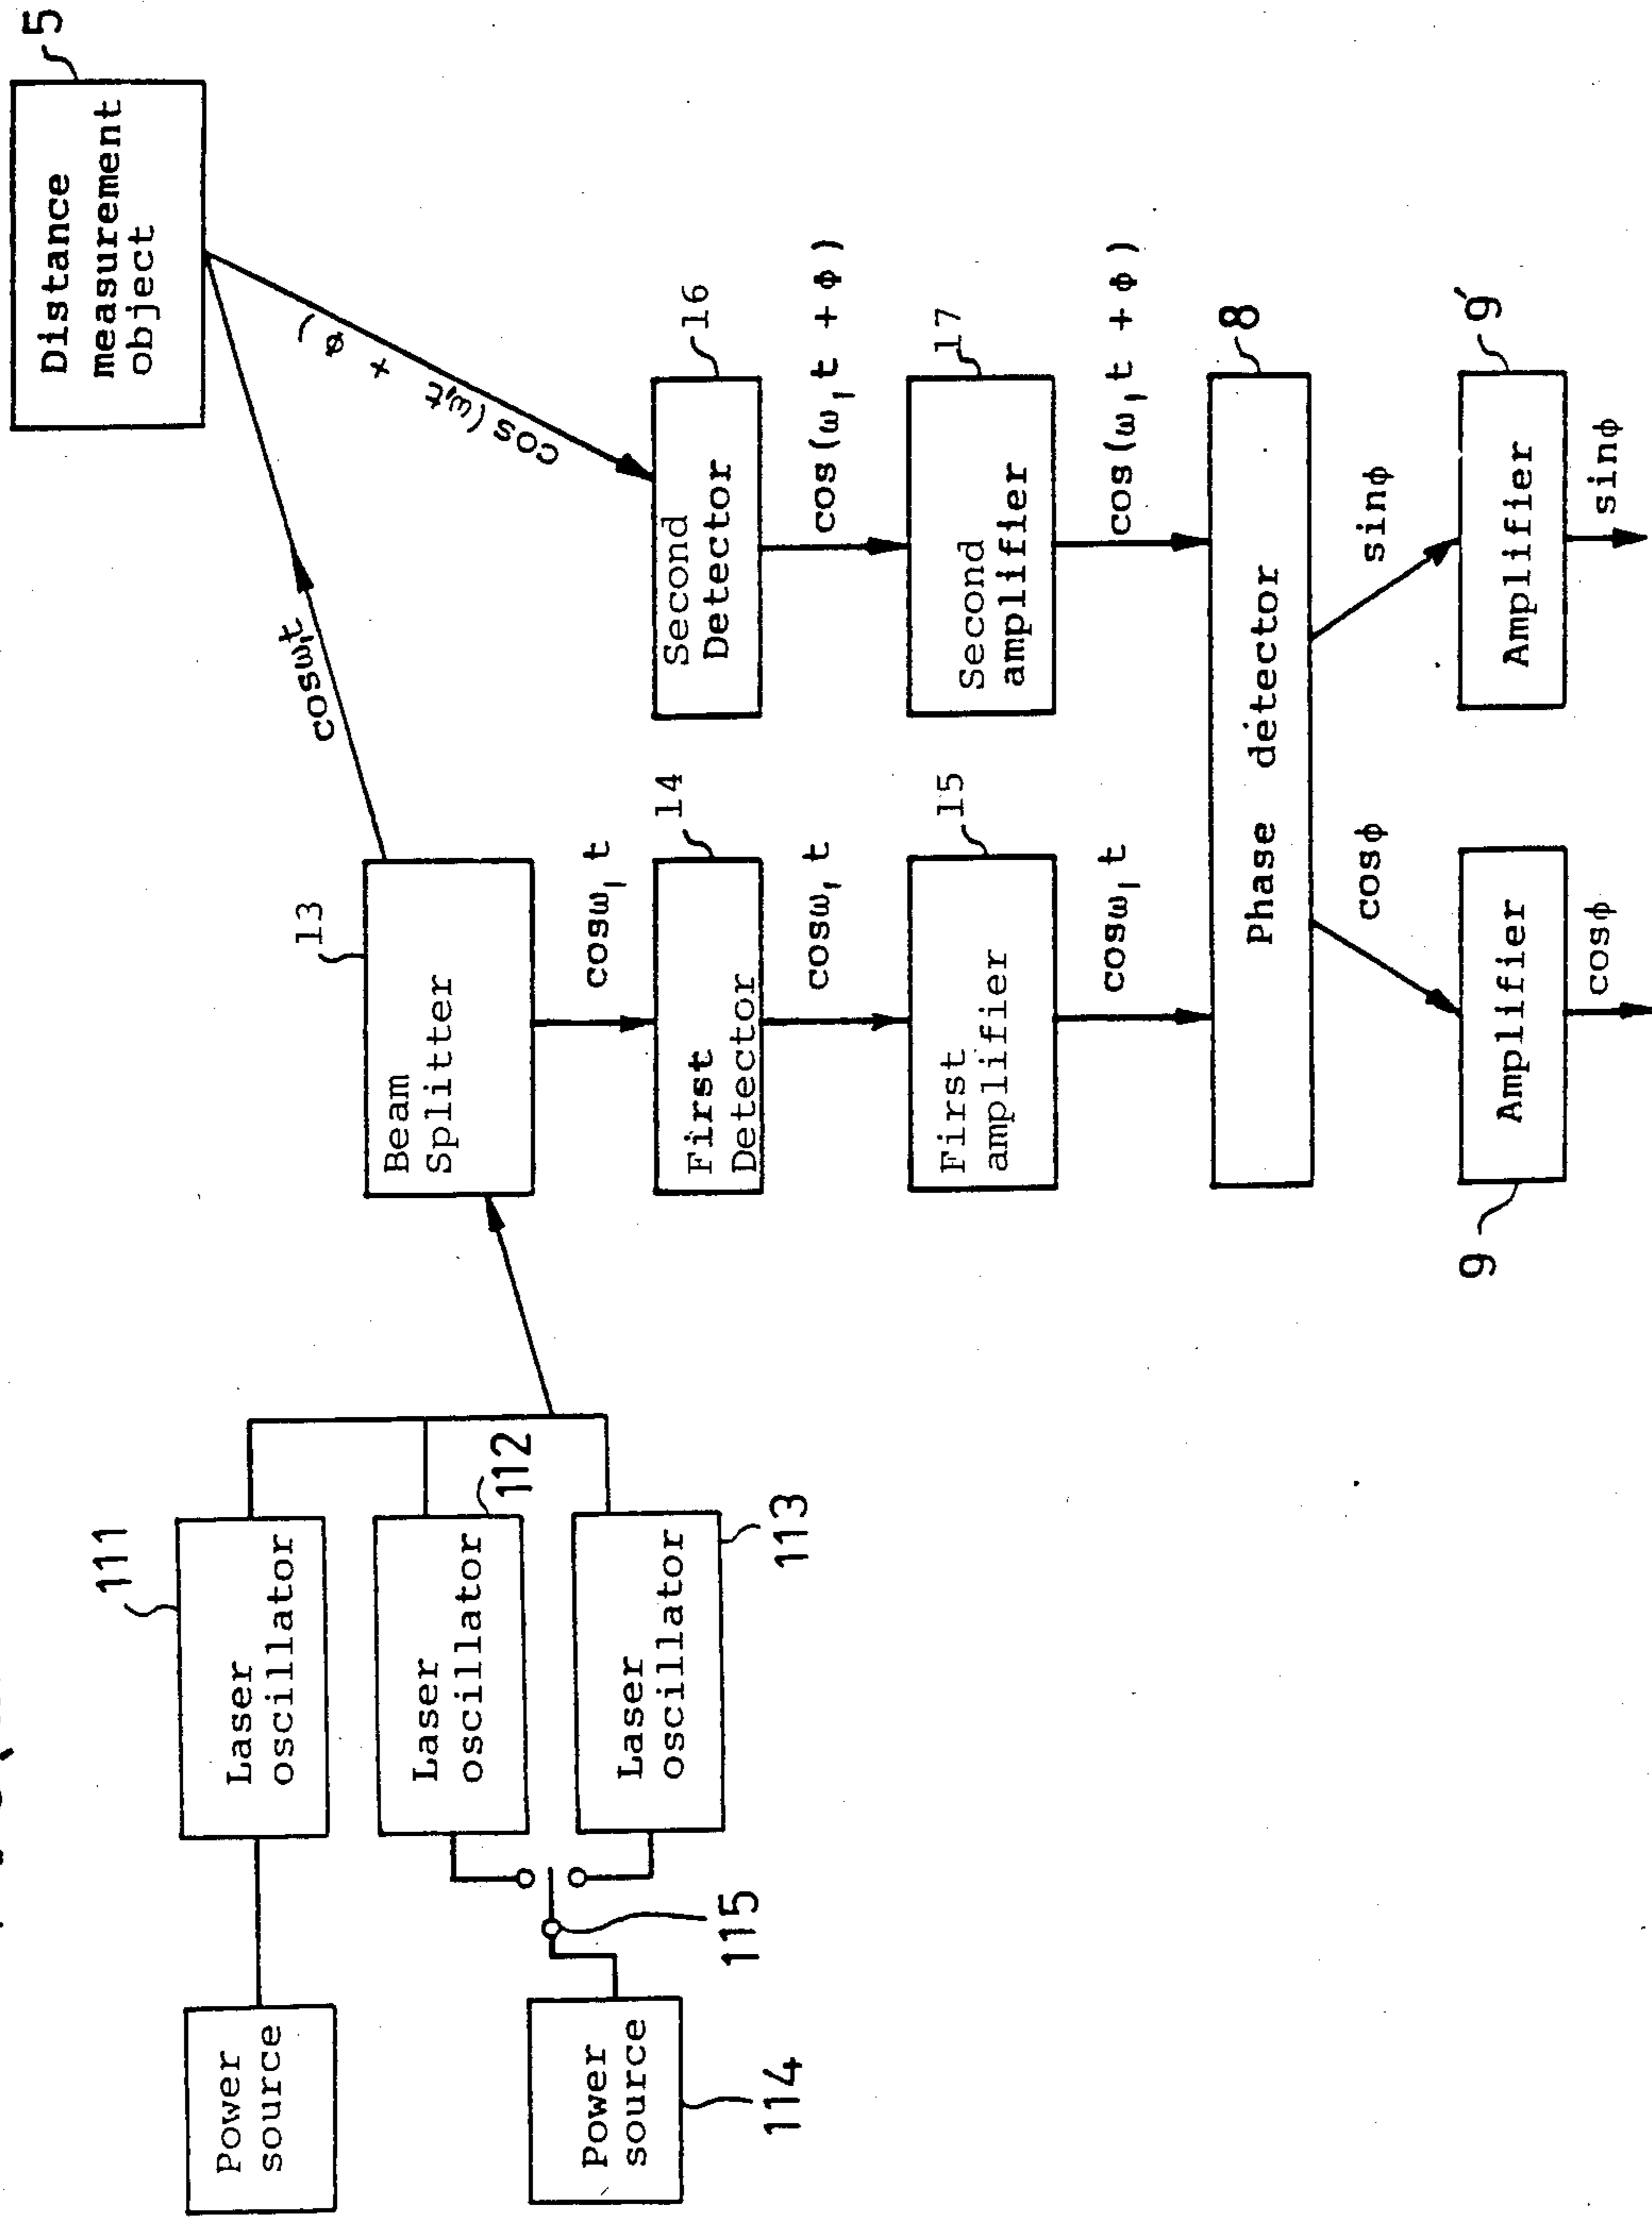 5
Distance
measurement
object
cosω₁t
cos(ω₁t + φ)
13
Beam
Splitter
111
Laser
oscillator
112
Laser
oscillator
113
Laser
oscillator
Power
source
115
Power
source
114
cosω₁t
14
First
Detector
cosω₁t
15
First
amplifier
cosω₁t
16
Second
Detector
cos(ω₁t + φ)
17
Second
amplifier
cos(ω₁t + φ)
8
Phase detector
cosφ
sinφ
9
Amplifier
cosφ
9′
Amplifier
sinφ